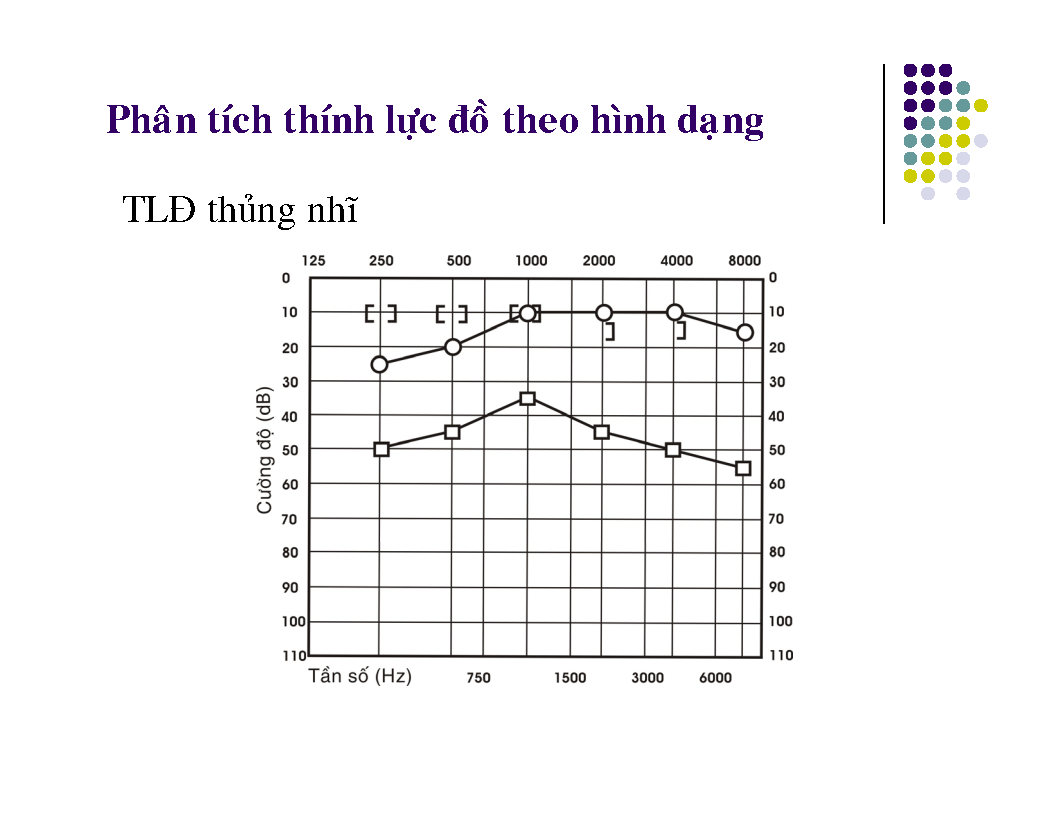 Phân tích thính lực đồ theo hình dạng
TLĐ thủng nhĩ
125 250 500 1000 2000 4000 8000
0 0
10 10
20 20
30 30
40 40
50 50
60 60
70 70
80 80
90 90
100 100
110 110
Cường độ (dB)
Tần số (Hz) 750 1500 3000 6000